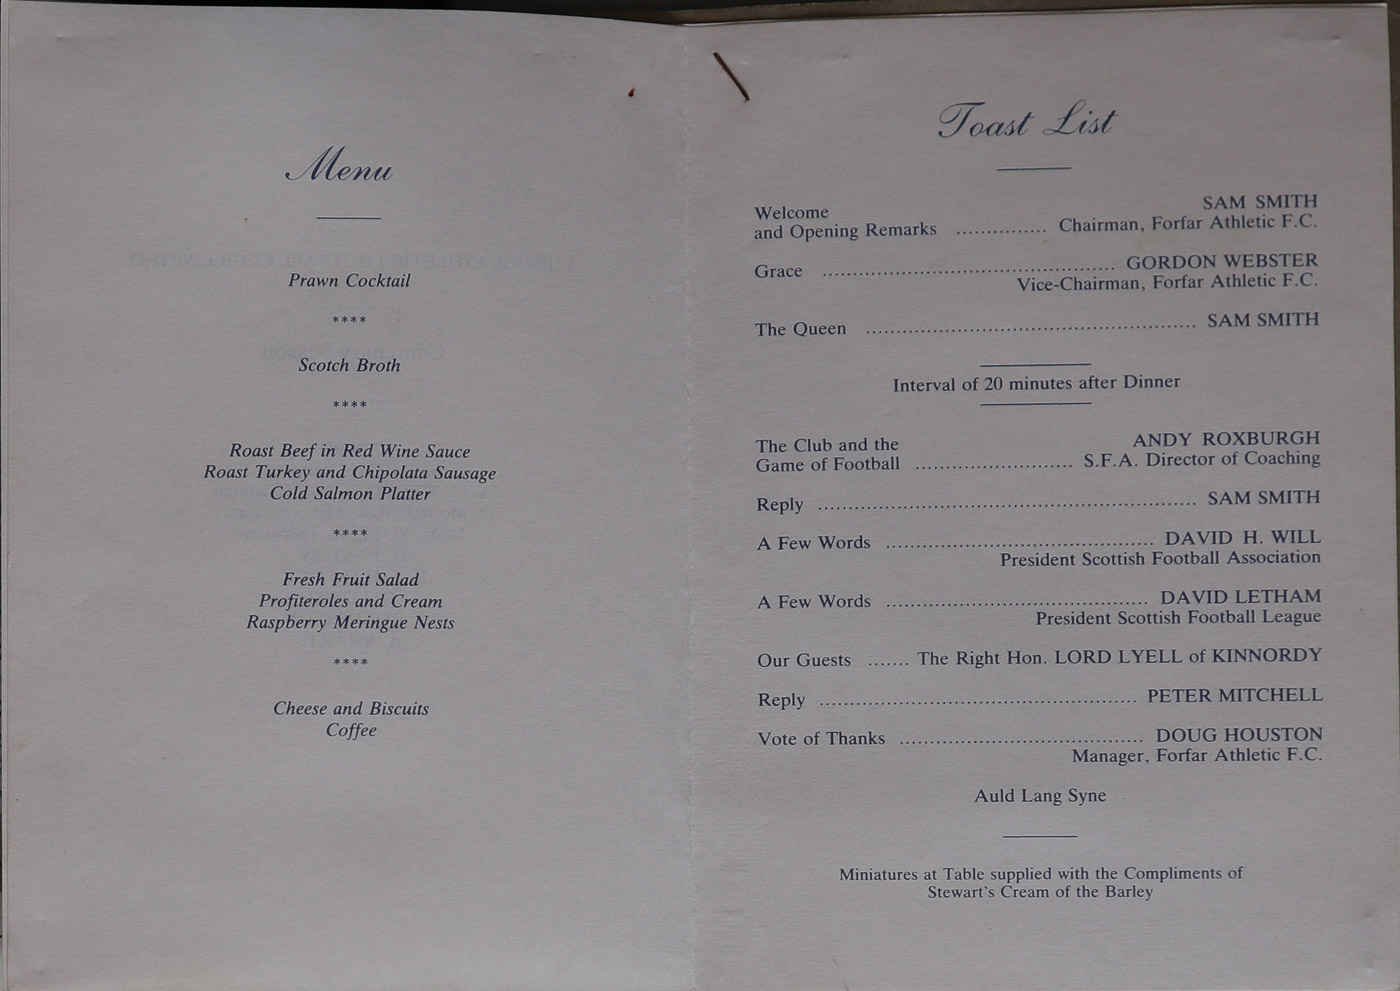 Menu
Prawn Cocktail
****
Scotch Broth
****
Roast Beef in Red Wine Sauce
Roast Turkey and Chipolata Sausage
Cold Salmon Platter
****
Fresh Fruit Salad
Profiteroles and Cream
Raspberry Meringue Nests
****
Cheese and Biscuits
Coffee
Toast List
Welcome
and Opening Remarks ............... SAM SMITH
Chairman, Forfar Athletic F.C.
Grace ................................................ GORDON WEBSTER
Vice-Chairman, Forfar Athletic F.C.
The Queen ...................................................... SAM SMITH
Interval of 20 minutes after Dinner
The Club and the
Game of Football .......................... ANDY ROXBURGH
S.F.A. Director of Coaching
Reply .............................................................. SAM SMITH
A Few Words ............................................ DAVID H. WILL
President Scottish Football Association
A Few Words ........................................... DAVID LETHAM
President Scottish Football League
Our Guests ....... The Right Hon. LORD LYELL of KINNORDY
Reply .................................................... PETER MITCHELL
Vote of Thanks ........................................ DOUG HOUSTON
Manager, Forfar Athletic F.C.
Auld Lang Syne
Miniatures at Table supplied with the Compliments of
Stewart's Cream of the Barley